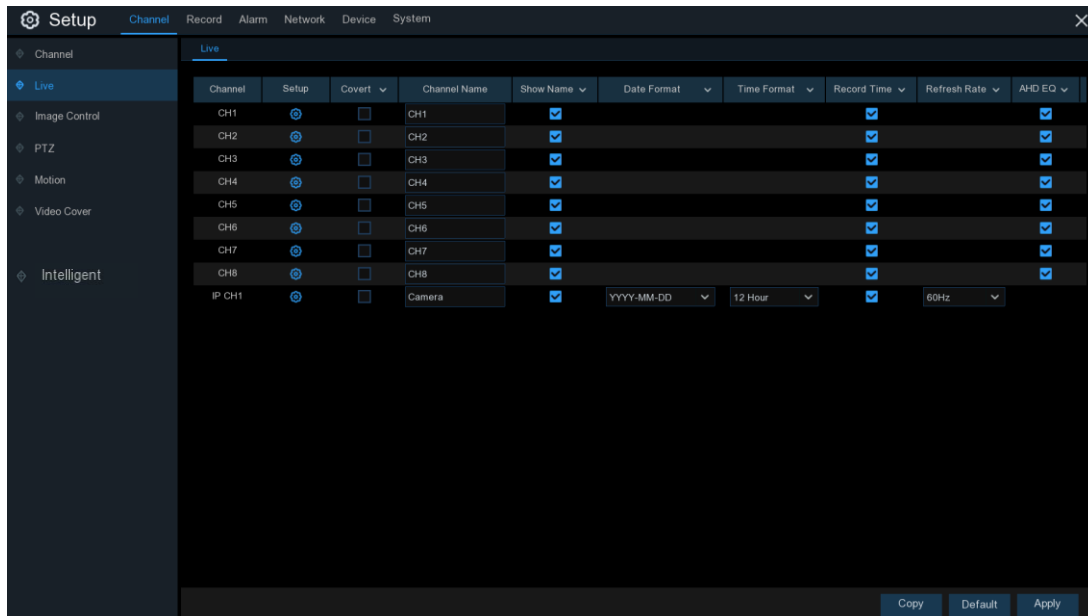 Setup Channel Record Alarm Network Device System
Channel
Live
Image Control
PTZ
Motion
Video Cover
Intelligent
Live
Channel Setup Covert Channel Name Show Name Date Format Time Format Record Time Refresh Rate AHD EQ
CH1 CH1
CH2 CH2
CH3 CH3
CH4 CH4
CH5 CH5
CH6 CH6
CH7 CH7
CH8 CH8
IP CH1 Camera YYYY-MM-DD 12 Hour 60Hz
Copy Default Apply